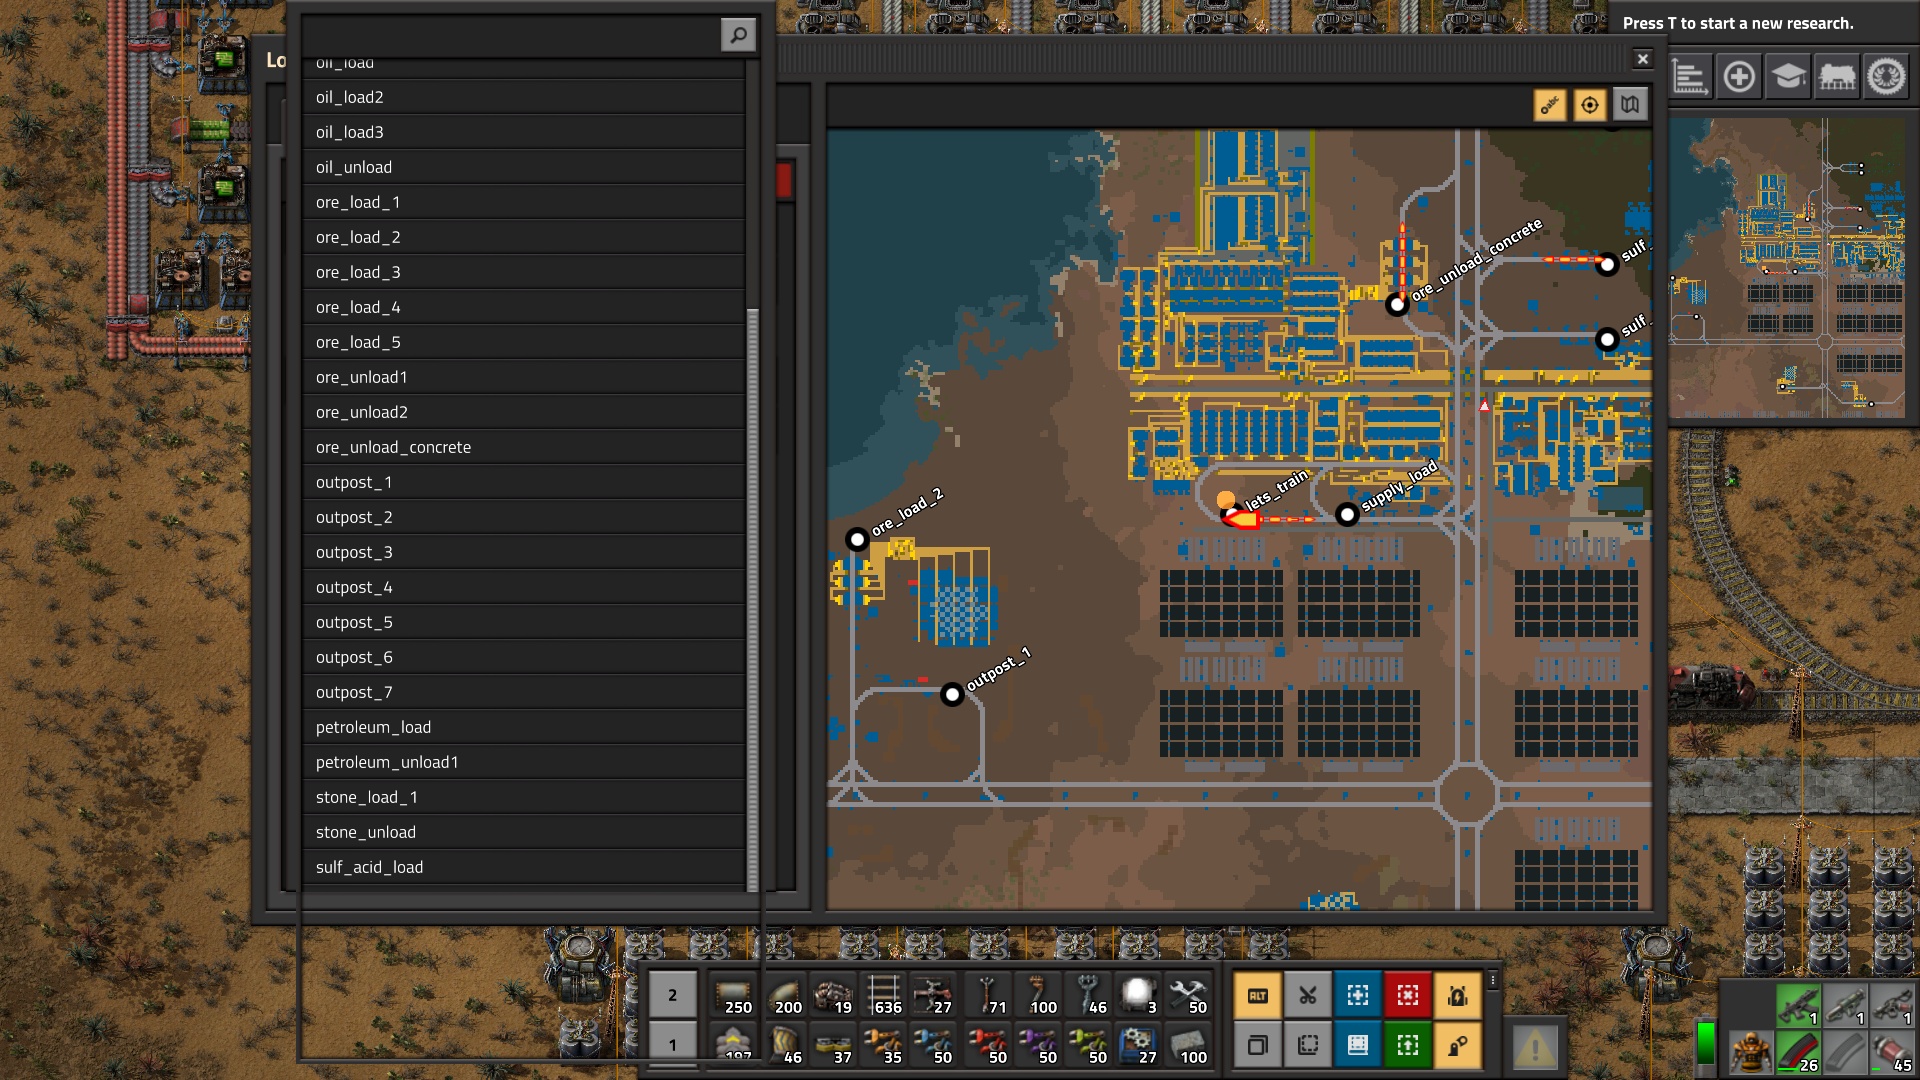 Press T to start a new research.
Lo
oil_load
oil_load2
oil_load3
oil_unload
ore_load_1
ore_load_2
ore_load_3
ore_load_4
ore_load_5
ore_unload1
ore_unload2
ore_unload_concrete
outpost_1
outpost_2
outpost_3
outpost_4
outpost_5
outpost_6
outpost_7
petroleum_load
petroleum_unload1
stone_load_1
stone_unload
sulf_acid_load
abc
ore_unload_concrete
sulf_
sulf_
lets_train
supply_load
ore_load_2
outpost_1
2 250 200 19 636 27 71 100 46 3 50
1 197 46 37 35 50 50 50 50 27 100
ALT
1 1 1
26 45